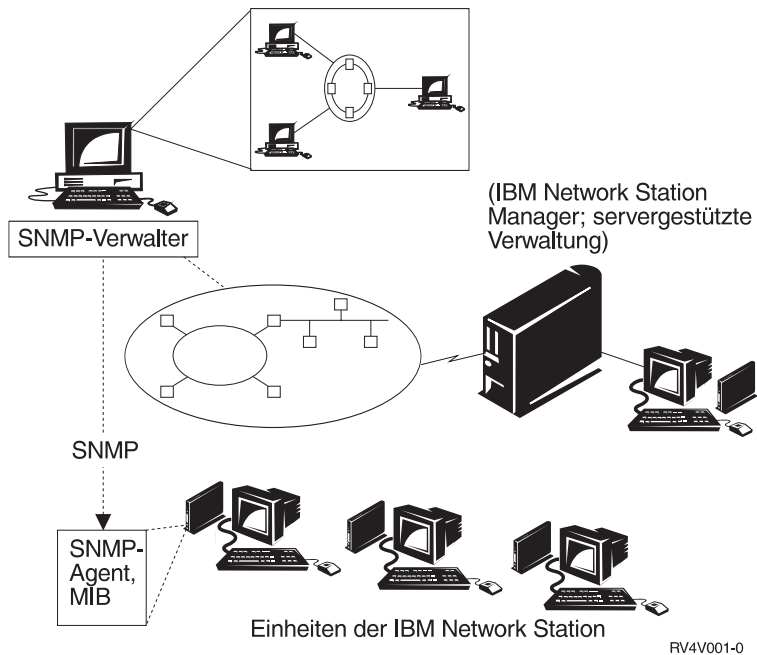 (IBM Network Station
Manager; servergestützte
Verwaltung)
SNMP-Verwalter
SNMP
SNMP-
Agent,
MIB
Einheiten der IBM Network Station
RV4V001-0